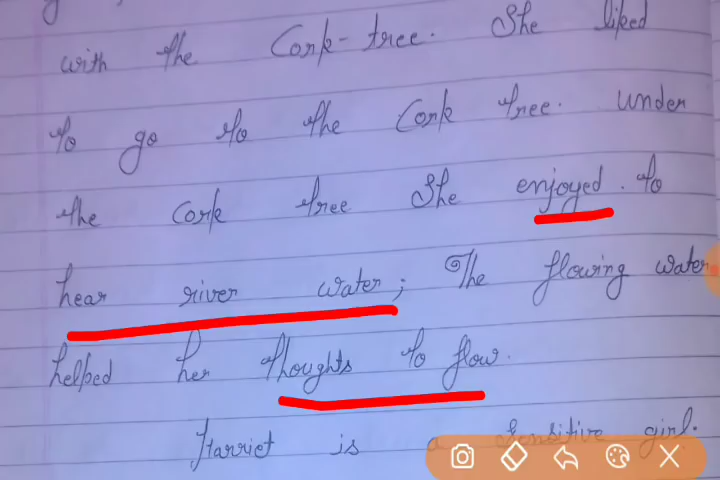 with the Cork-tree. She liked
to go to the Cork tree. under
the Cork tree She enjoyed. to
hear river water; The flowing water
helped her thoughts to flow.
Harriet is a Sensitive girl.